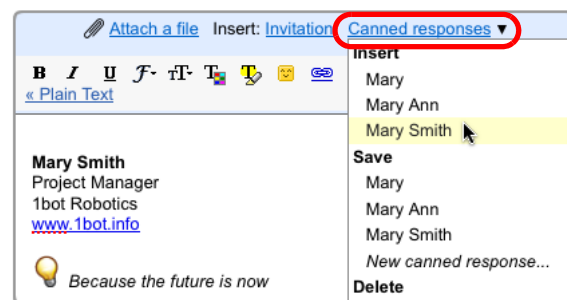 Attach a file Insert: Invitation Canned responses ▼
B I U F TT T T
« Plain Text
Insert
Mary
Mary Ann
Mary Smith
Save
Mary
Mary Ann
Mary Smith
New canned response...
Delete
Mary Smith
Project Manager
1bot Robotics
www.1bot.info
Because the future is now